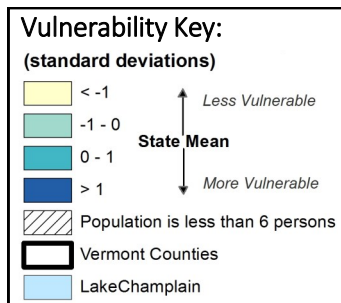 Vulnerability Key:
(standard deviations)
< -1
Less Vulnerable
-1 - 0
State Mean
0 - 1
> 1
More Vulnerable
Population is less than 6 persons
Vermont Counties
LakeChamplain